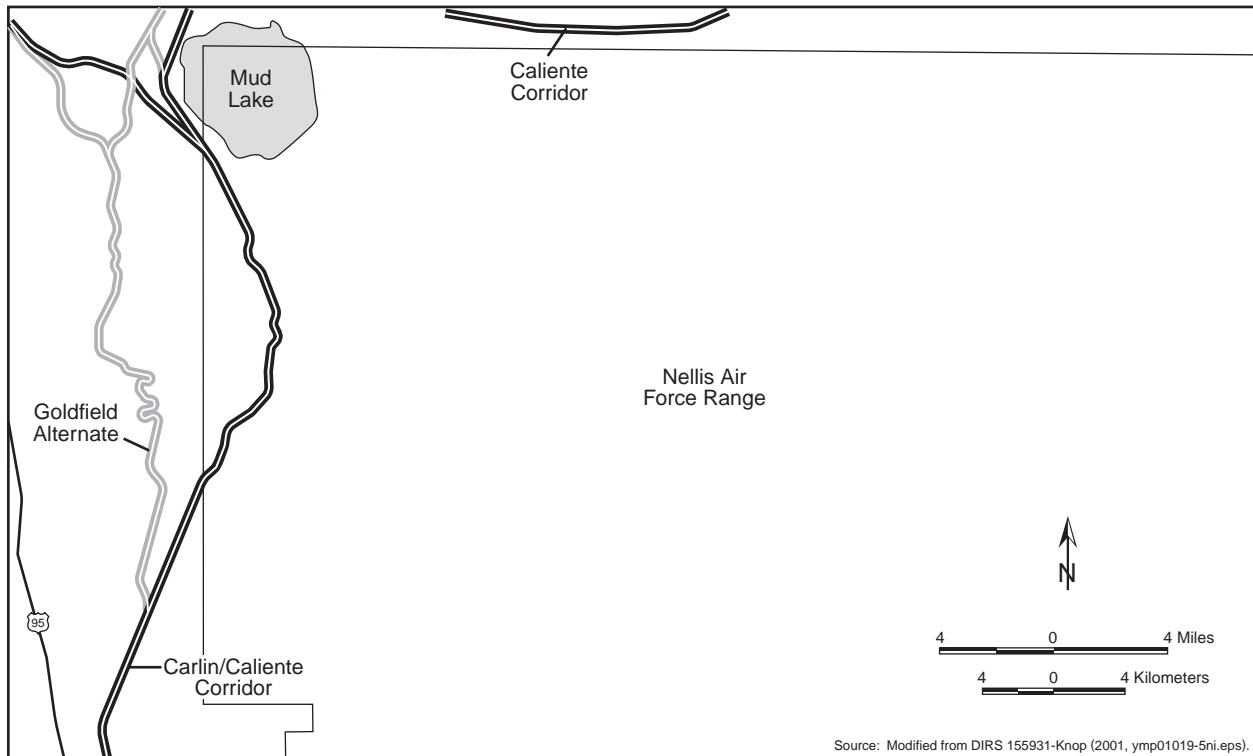 Mud
Lake
Caliente
Corridor
Nellis Air
Force Range
Goldfield
Alternate
N
95
4 0 4 Miles
Carlin/Caliente
Corridor
4 0 4 Kilometers
Source: Modified from DIRS 155931-Knop (2001, ymp01019-5ni.eps).